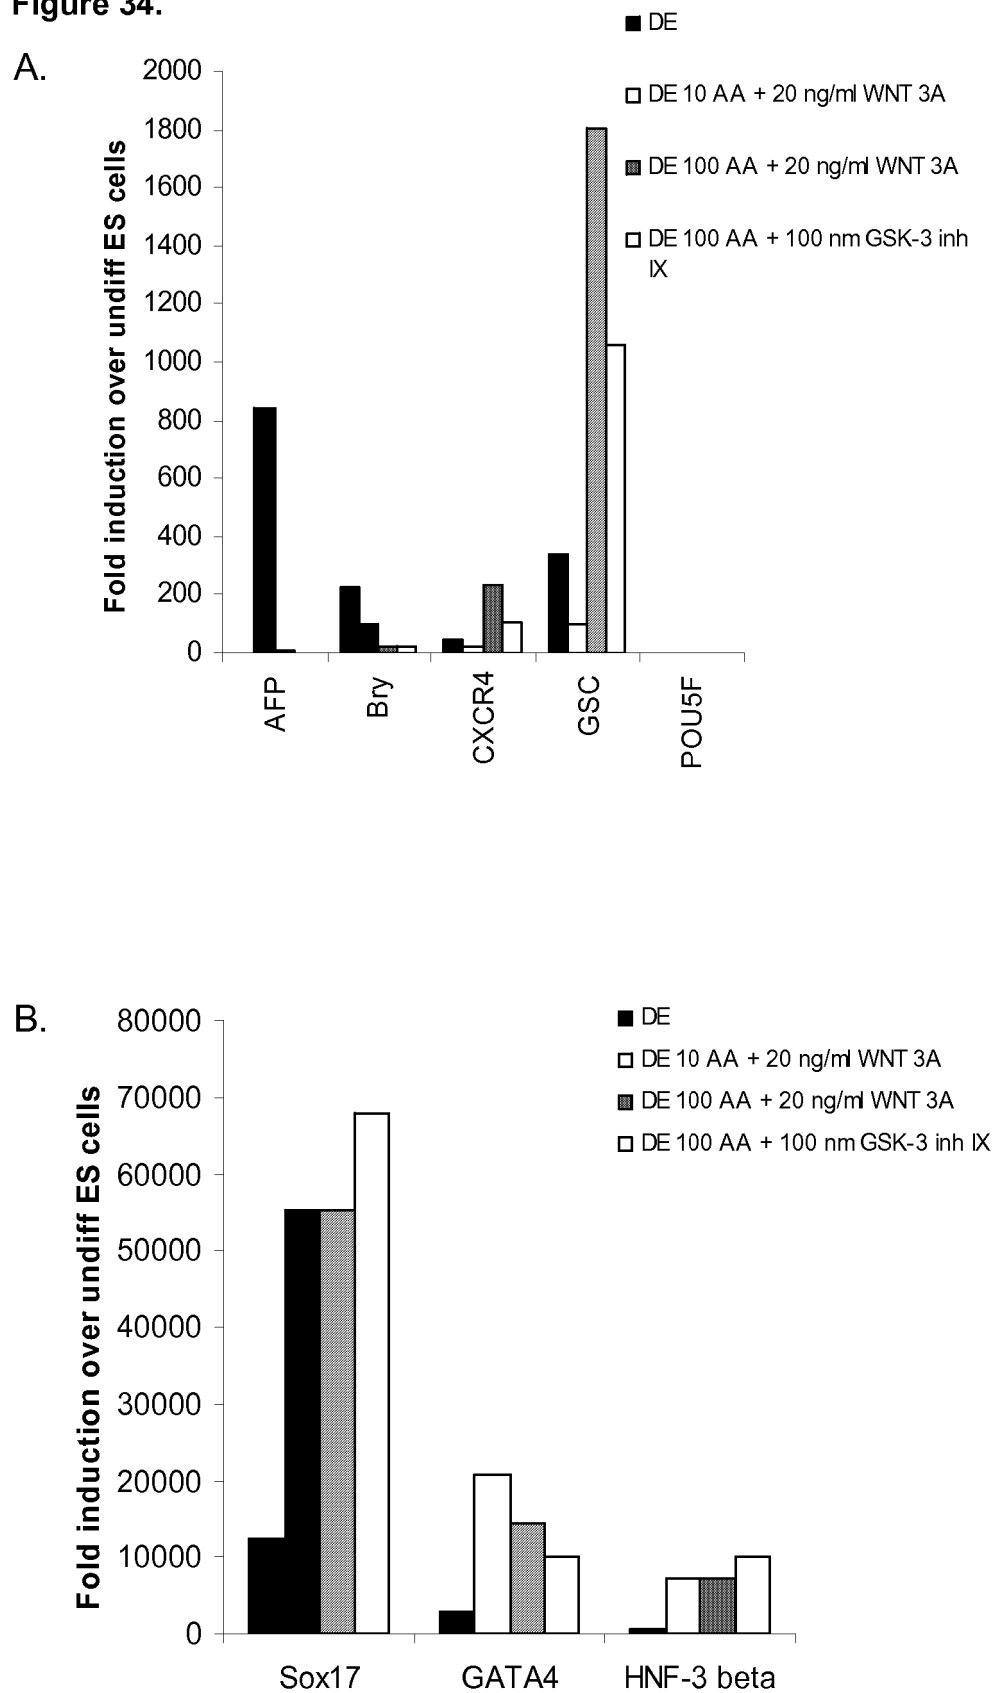 Figure 34.
A.
DE
DE 10 AA + 20 ng/ml WNT 3A
DE 100 AA + 20 ng/ml WNT 3A
DE 100 AA + 100 nm GSK-3 inh
IX
Fold induction over undiff ES cells
2000
1800
1600
1400
1200
1000
800
600
400
200
0
AFP
Bry
CXCR4
GSC
POU5F
B.
DE
DE 10 AA + 20 ng/ml WNT 3A
DE 100 AA + 20 ng/ml WNT 3A
DE 100 AA + 100 nm GSK-3 inh IX
Fold induction over undiff ES cells
80000
70000
60000
50000
40000
30000
20000
10000
0
Sox17
GATA4
HNF-3 beta